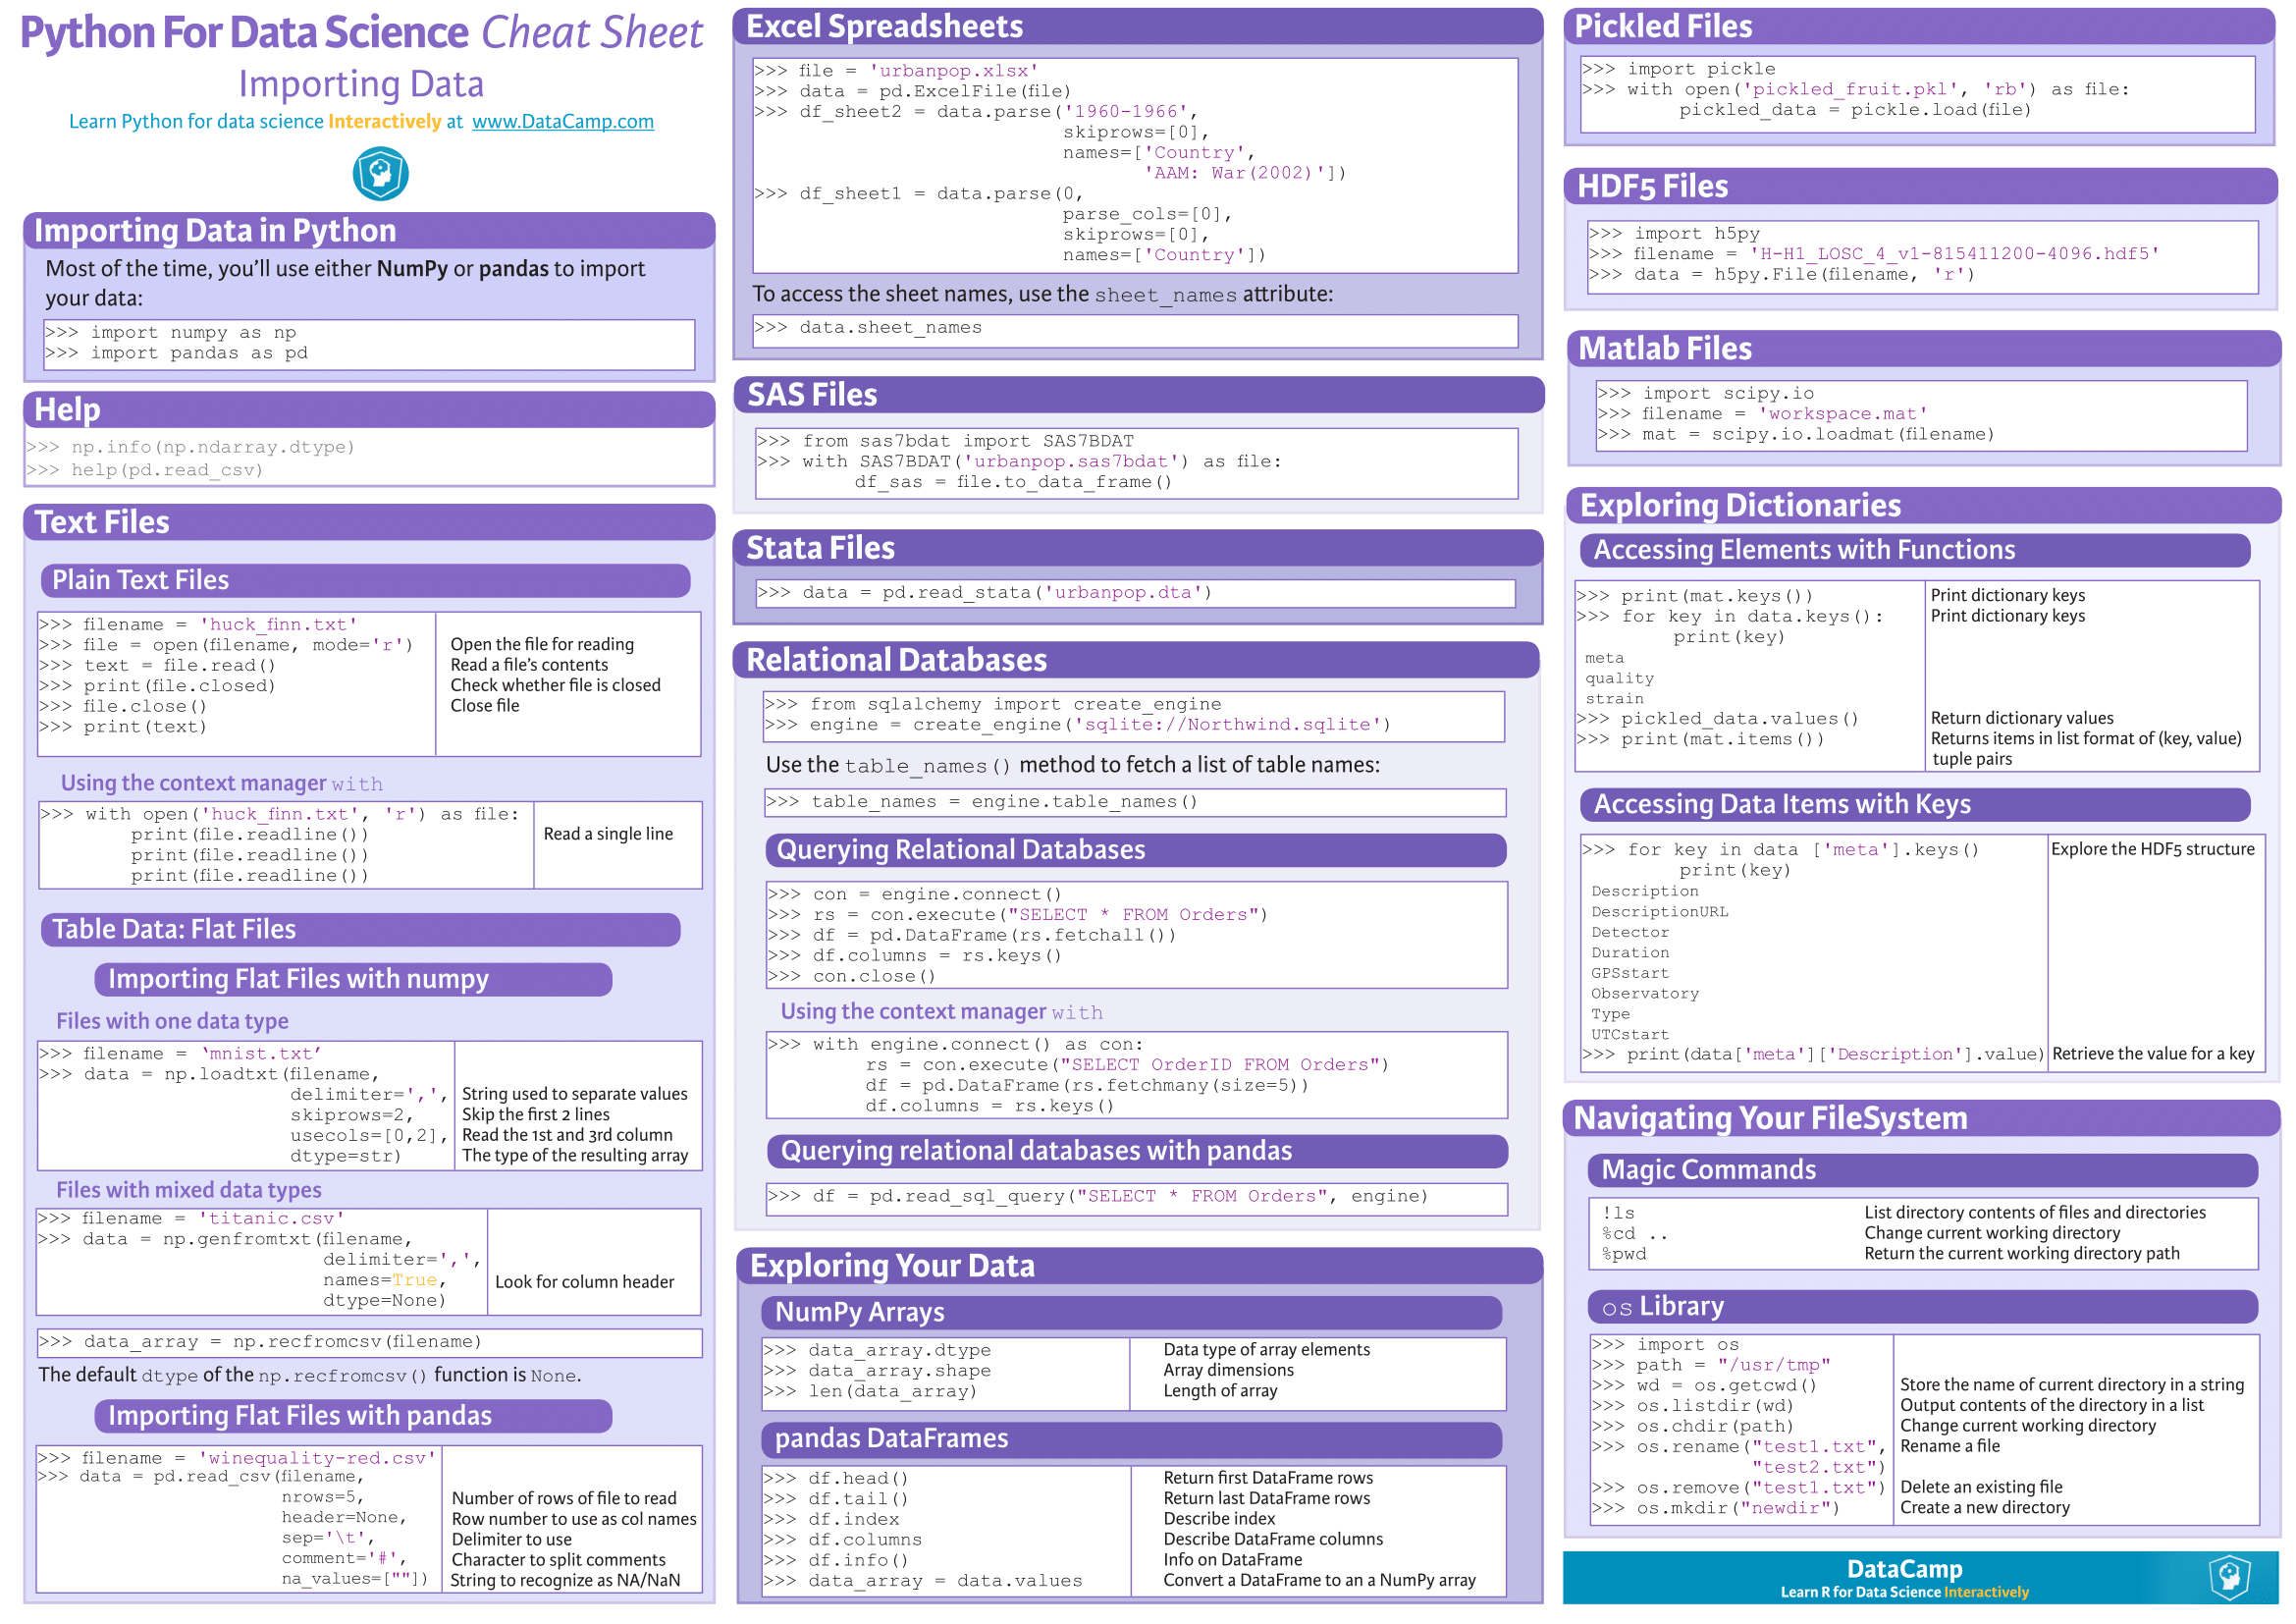 Python For Data Science Cheat Sheet
Importing Data
Learn Python for data science Interactively at www.DataCamp.com
Importing Data in Python
Most of the time, you’ll use either NumPy or pandas to import
your data:
>>> import numpy as np
>>> import pandas as pd
Help
>>> np.info(np.ndarray.dtype)
>>> help(pd.read_csv)
Text Files
Plain Text Files
>>> filename = 'huck_finn.txt'
>>> file = open(filename, mode='r') Open the file for reading
>>> text = file.read() Read a file’s contents
>>> print(file.closed) Check whether file is closed
>>> file.close() Close file
>>> print(text)
Using the context manager with
>>> with open('huck_finn.txt', 'r') as file:
print(file.readline()) Read a single line
print(file.readline())
print(file.readline())
Table Data: Flat Files
Importing Flat Files with numpy
Files with one data type
>>> filename = ‘mnist.txt’
>>> data = np.loadtxt(filename,
delimiter=',', String used to separate values
skiprows=2, Skip the first 2 lines
usecols=[0,2], Read the 1st and 3rd column
dtype=str) The type of the resulting array
Files with mixed data types
>>> filename = 'titanic.csv'
>>> data = np.genfromtxt(filename,
delimiter=',',
names=True, Look for column header
dtype=None)
>>> data_array = np.recfromcsv(filename)
The default dtype of the np.recfromcsv() function is None.
Importing Flat Files with pandas
>>> filename = 'winequality-red.csv'
>>> data = pd.read_csv(filename,
nrows=5, Number of rows of file to read
header=None, Row number to use as col names
sep='\t', Delimiter to use
comment='#', Character to split comments
na_values=[""]) String to recognize as NA/NaN
Excel Spreadsheets
>>> file = 'urbanpop.xlsx'
>>> data = pd.ExcelFile(file)
>>> df_sheet2 = data.parse('1960-1966',
skiprows=[0],
names=['Country',
'AAM: War(2002)'])
>>> df_sheet1 = data.parse(0,
parse_cols=[0],
skiprows=[0],
names=['Country'])
To access the sheet names, use the sheet_names attribute:
>>> data.sheet_names
SAS Files
>>> from sas7bdat import SAS7BDAT
>>> with SAS7BDAT('urbanpop.sas7bdat') as file:
df_sas = file.to_data_frame()
Stata Files
>>> data = pd.read_stata('urbanpop.dta')
Relational Databases
>>> from sqlalchemy import create_engine
>>> engine = create_engine('sqlite://Northwind.sqlite')
Use the table_names() method to fetch a list of table names:
>>> table_names = engine.table_names()
Querying Relational Databases
>>> con = engine.connect()
>>> rs = con.execute("SELECT * FROM Orders")
>>> df = pd.DataFrame(rs.fetchall())
>>> df.columns = rs.keys()
>>> con.close()
Using the context manager with
>>> with engine.connect() as con:
rs = con.execute("SELECT OrderID FROM Orders")
df = pd.DataFrame(rs.fetchmany(size=5))
df.columns = rs.keys()
Querying relational databases with pandas
>>> df = pd.read_sql_query("SELECT * FROM Orders", engine)
Exploring Your Data
NumPy Arrays
>>> data_array.dtype Data type of array elements
>>> data_array.shape Array dimensions
>>> len(data_array) Length of array
pandas DataFrames
>>> df.head() Return first DataFrame rows
>>> df.tail() Return last DataFrame rows
>>> df.index Describe index
>>> df.columns Describe DataFrame columns
>>> df.info() Info on DataFrame
>>> data_array = data.values Convert a DataFrame to an a NumPy array
Pickled Files
>>> import pickle
>>> with open('pickled_fruit.pkl', 'rb') as file:
pickled_data = pickle.load(file)
HDF5 Files
>>> import h5py
>>> filename = 'H-H1_LOSC_4_v1-815411200-4096.hdf5'
>>> data = h5py.File(filename, 'r')
Matlab Files
>>> import scipy.io
>>> filename = 'workspace.mat'
>>> mat = scipy.io.loadmat(filename)
Exploring Dictionaries
Accessing Elements with Functions
>>> print(mat.keys()) Print dictionary keys
>>> for key in data.keys(): Print dictionary keys
print(key)
meta
quality
strain
>>> pickled_data.values() Return dictionary values
>>> print(mat.items()) Returns items in list format of (key, value)
tuple pairs
Accessing Data Items with Keys
>>> for key in data ['meta'].keys() Explore the HDF5 structure
print(key)
Description
DescriptionURL
Detector
Duration
GPSstart
Observatory
Type
UTCstart
>>> print(data['meta']['Description'].value) Retrieve the value for a key
Navigating Your FileSystem
Magic Commands
!ls List directory contents of files and directories
%cd .. Change current working directory
%pwd Return the current working directory path
os Library
>>> import os
>>> path = "/usr/tmp"
>>> wd = os.getcwd() Store the name of current directory in a string
>>> os.listdir(wd) Output contents of the directory in a list
>>> os.chdir(path) Change current working directory
>>> os.rename("test1.txt", Rename a file
"test2.txt")
>>> os.remove("test1.txt") Delete an existing file
>>> os.mkdir("newdir") Create a new directory
DataCamp
Learn R for Data Science Interactively